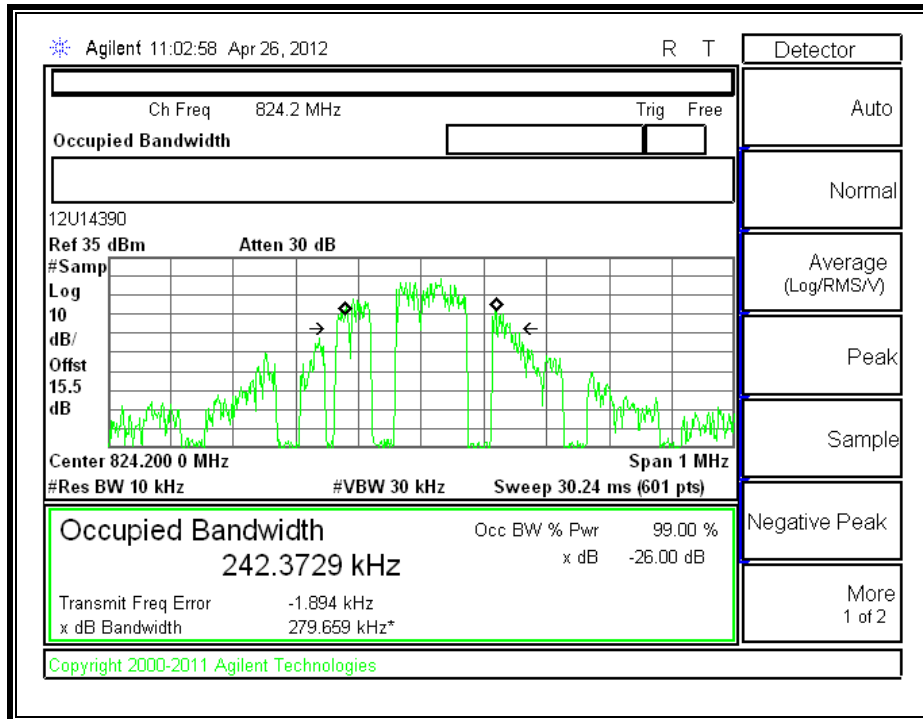 Agilent 11:02:58 Apr 26, 2012 R T
Detector
Ch Freq 824.2 MHz Trig Free
Occupied Bandwidth
12U14390
Ref 35 dBm Atten 30 dB
#Samp
Log
10
dB/
Offst
15.5
dB
Center 824.200 0 MHz Span 1 MHz
#Res BW 10 kHz #VBW 30 kHz Sweep 30.24 ms (601 pts)
Occupied Bandwidth
242.3729 kHz
Occ BW % Pwr 99.00 %
x dB -26.00 dB
Transmit Freq Error -1.894 kHz
x dB Bandwidth 279.659 kHz*
Copyright 2000-2011 Agilent Technologies
Auto
Normal
Average
(Log/RMS/V)
Peak
Sample
Negative Peak
More
1 of 2